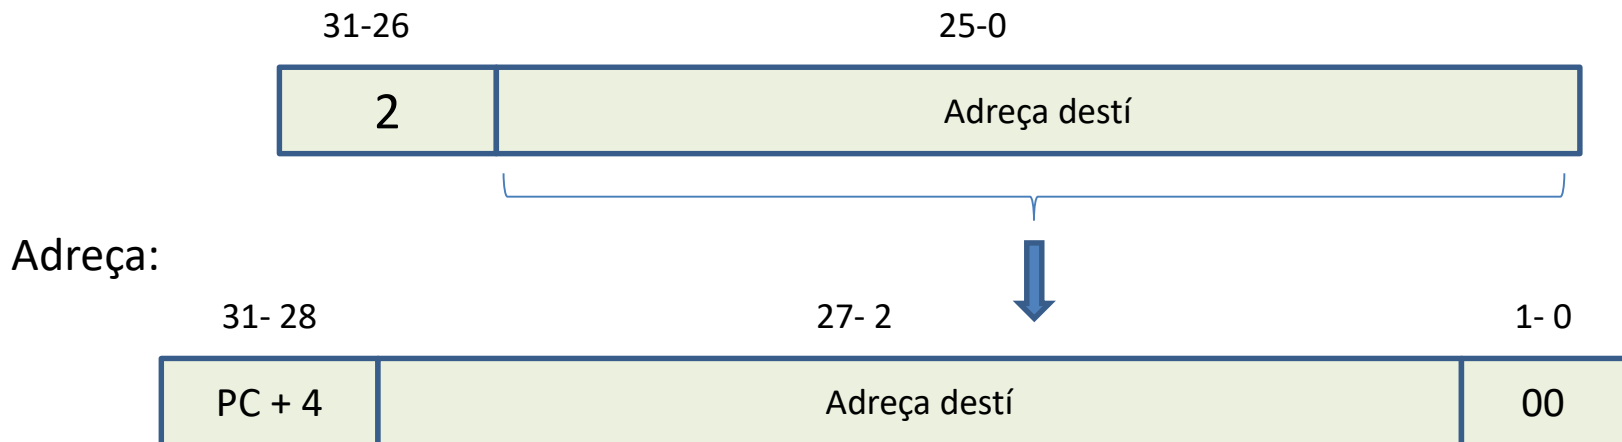 31-26 25-0
2 Adreça destí
Adreça:
31- 28 27- 2 1- 0
PC + 4 Adreça destí 00